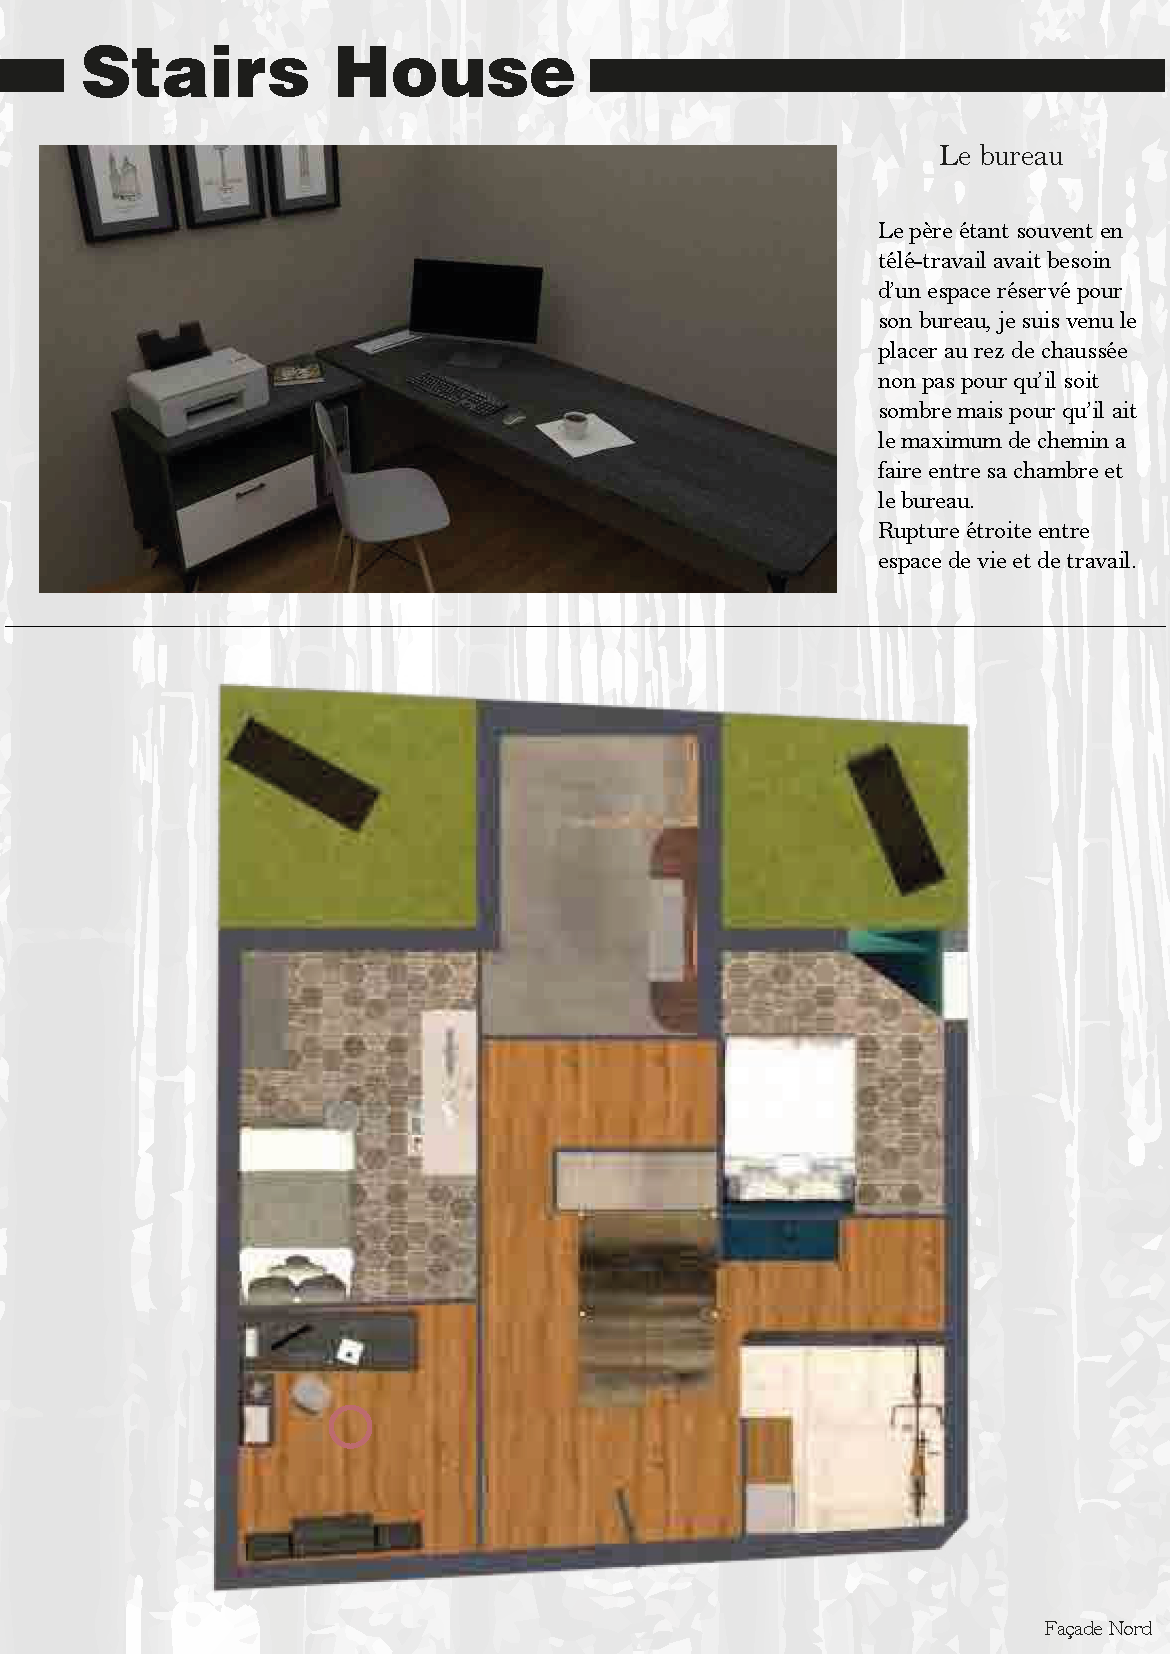 Stairs House
Le bureau
Le père étant souvent en
télé-travail avait besoin
d'un espace réservé pour
son bureau, je suis venu le
placer au rez de chaussée
non pas pour qu'il soit
sombre mais pour qu'il ait
le maximum de chemin a
faire entre sa chambre et
le bureau.
Rupture étroite entre
espace de vie et de travail.
Façade Nord